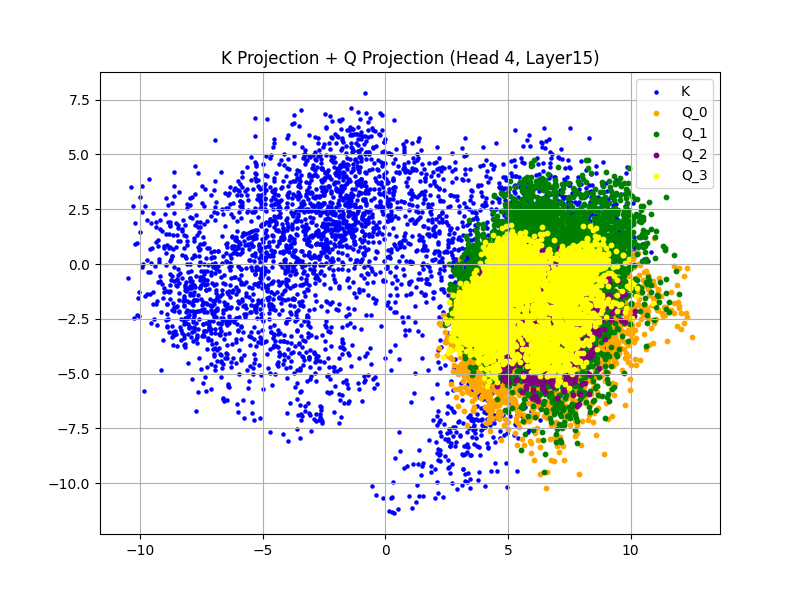 K Projection + Q Projection (Head 4, Layer15)
K
Q_0
Q_1
Q_2
Q_3
7.5
5.0
2.5
0.0
−2.5
−5.0
−7.5
−10.0
−10
−5
0
5
10